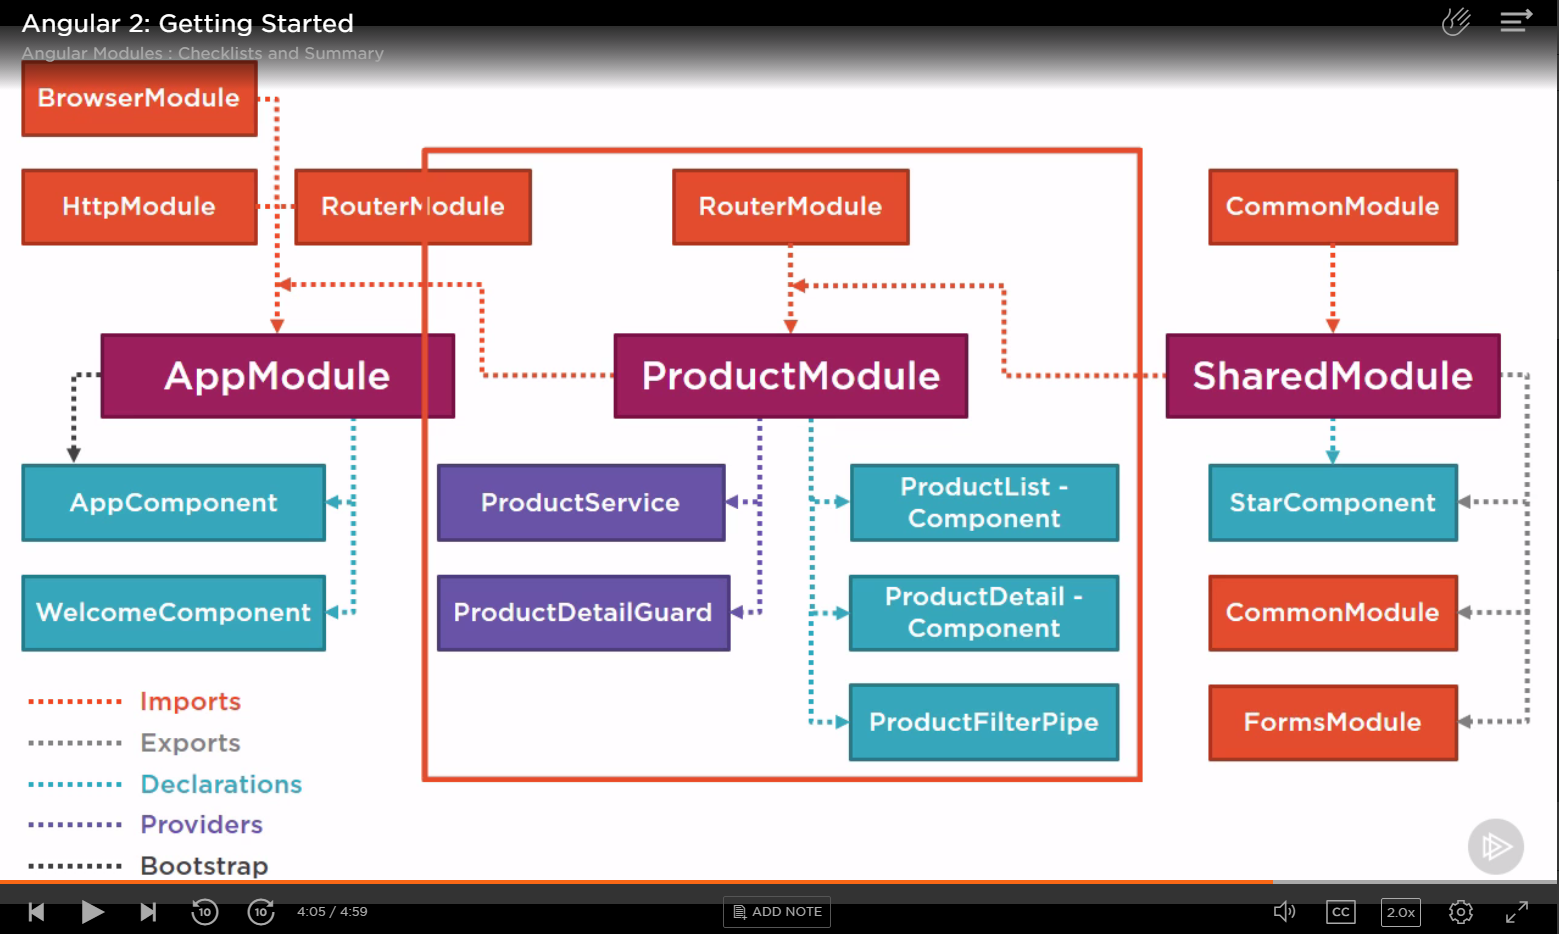 Angular 2: Getting Started
Angular Modules : Checklists and Summary
BrowserModule
HttpModule
RouterModule
RouterModule
CommonModule
AppModule
ProductModule
SharedModule
AppComponent
ProductService
ProductList -
Component
StarComponent
WelcomeComponent
ProductDetailGuard
ProductDetail -
Component
CommonModule
ProductFilterPipe
FormsModule
Imports
Exports
Declarations
Providers
Bootstrap
10
10
4:05 / 4:59
ADD NOTE
CC
2.0x